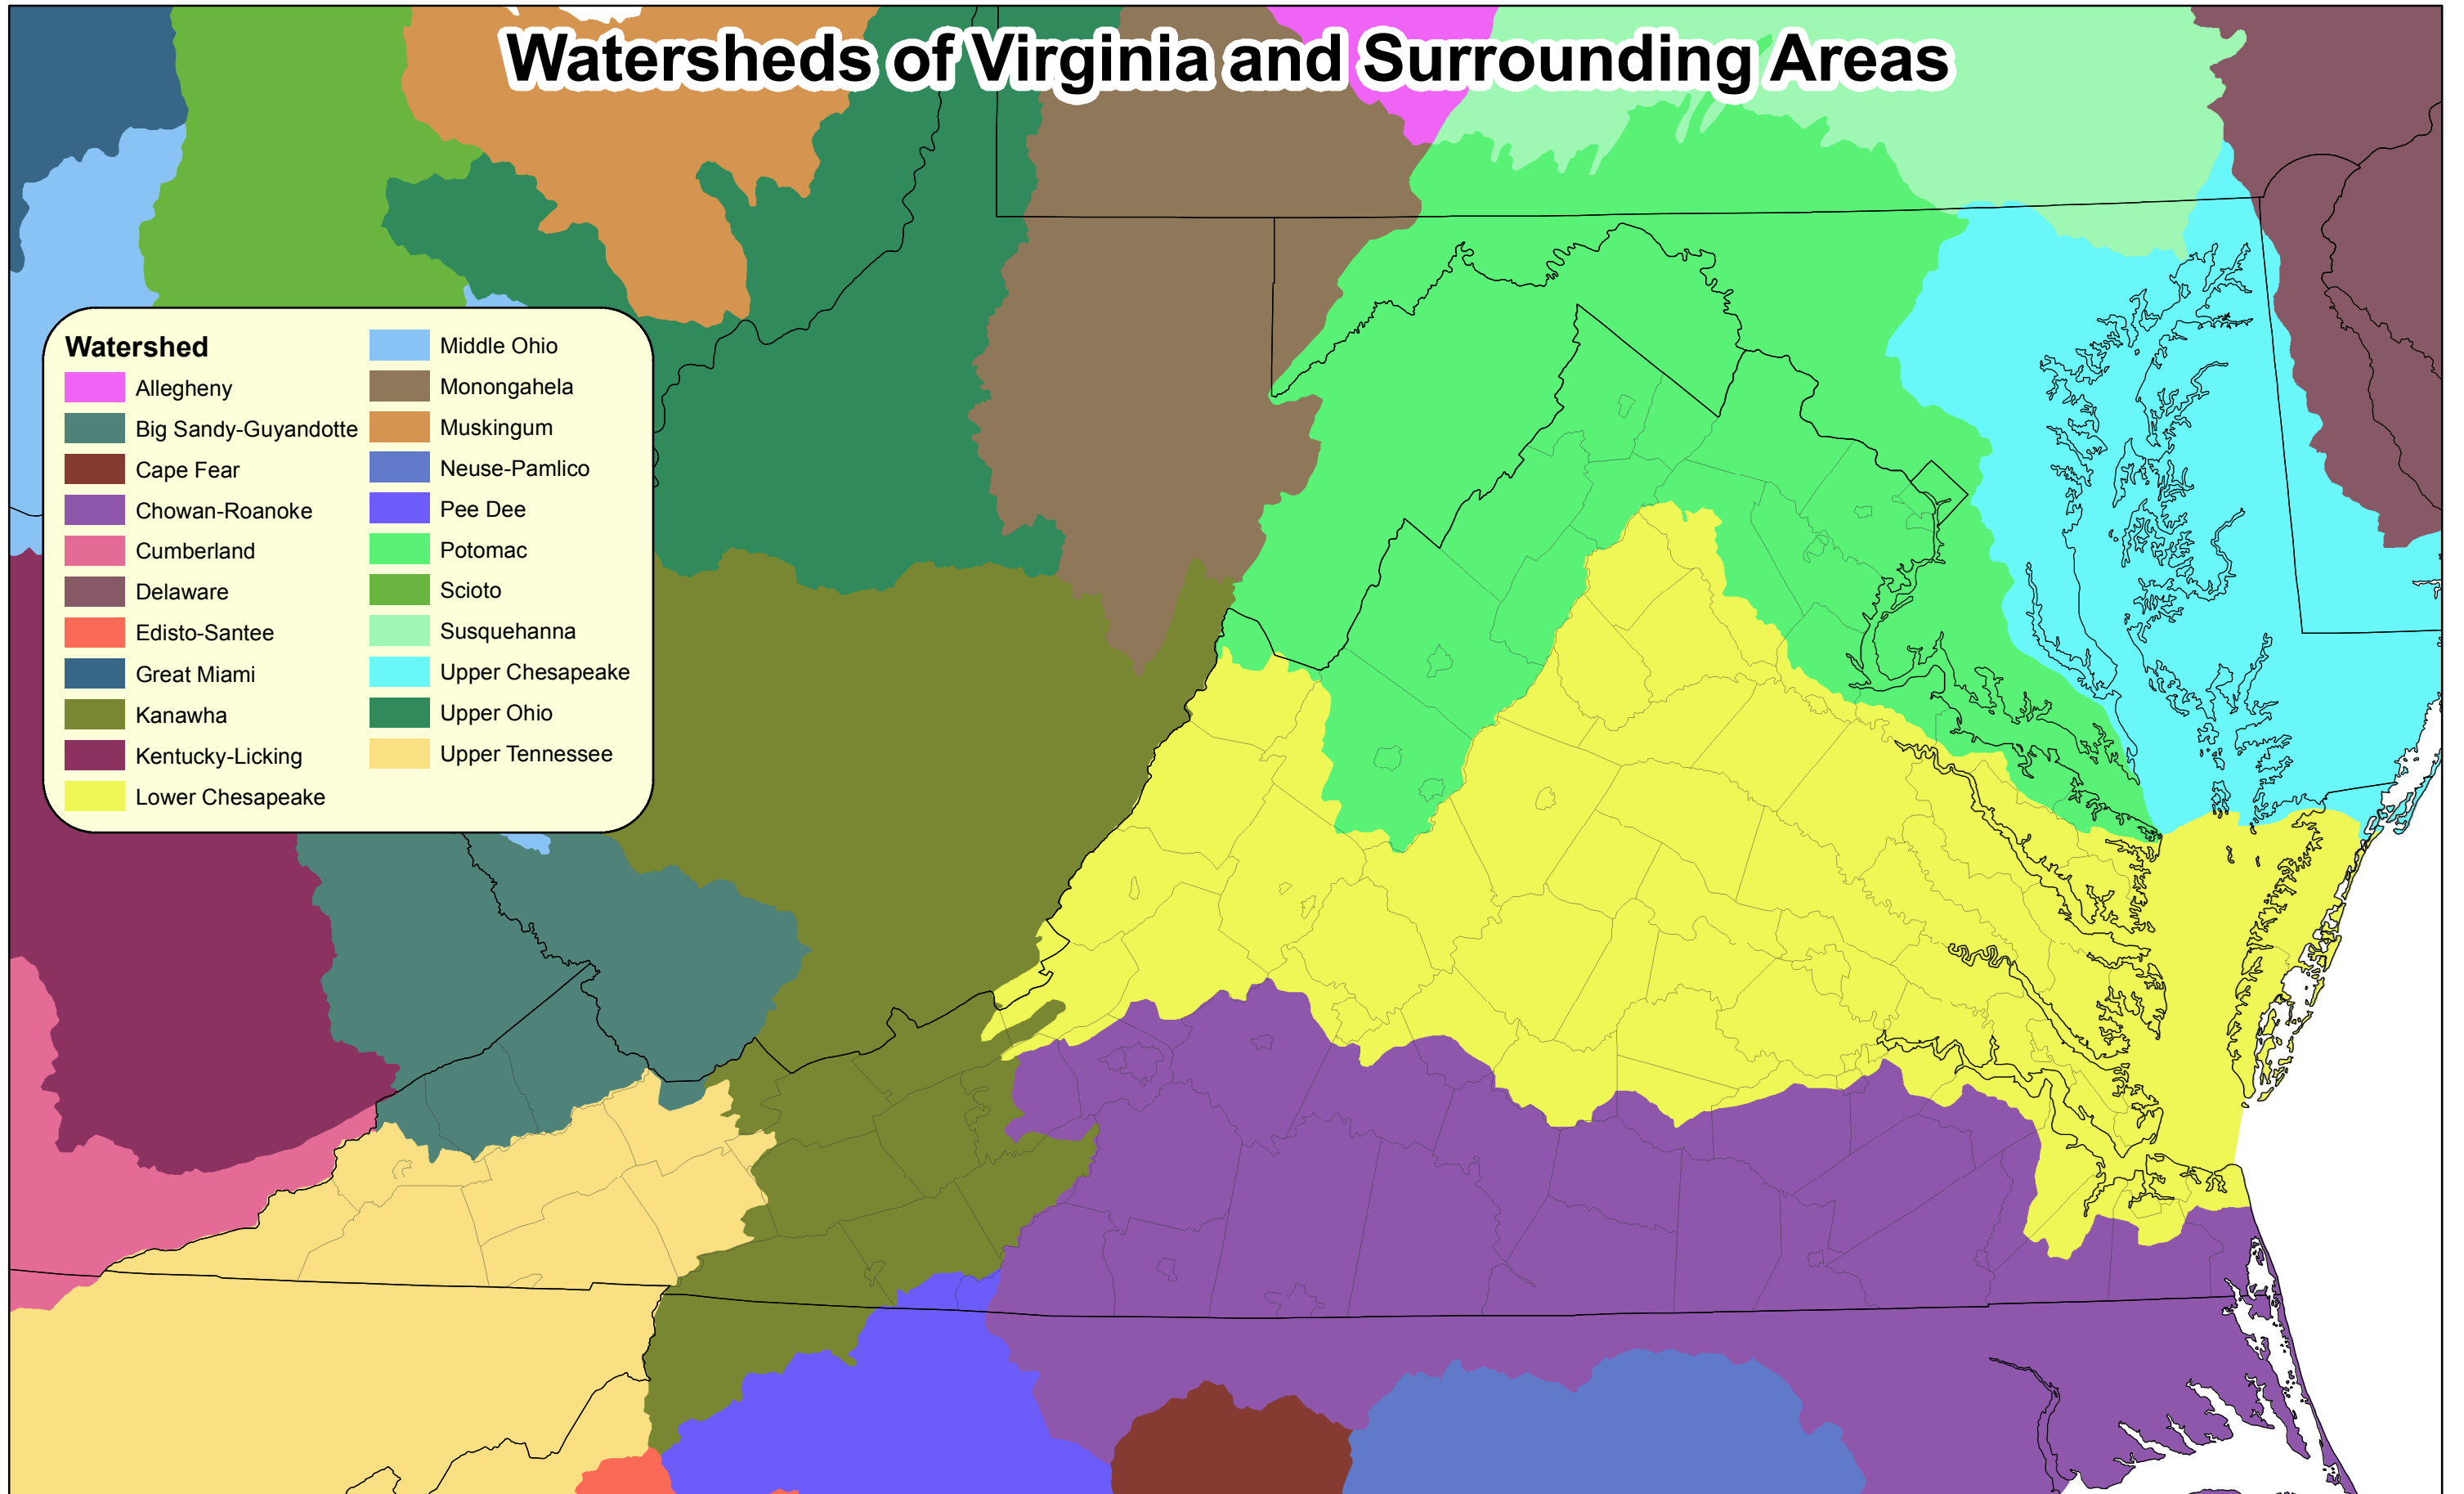 Watersheds of Virginia and Surrounding Areas
Watershed
Allegheny
Big Sandy-Guyandotte
Cape Fear
Chowan-Roanoke
Cumberland
Delaware
Edisto-Santee
Great Miami
Kanawha
Kentucky-Licking
Lower Chesapeake
Middle Ohio
Monongahela
Muskingum
Neuse-Pamlico
Pee Dee
Potomac
Scioto
Susquehanna
Upper Chesapeake
Upper Ohio
Upper Tennessee